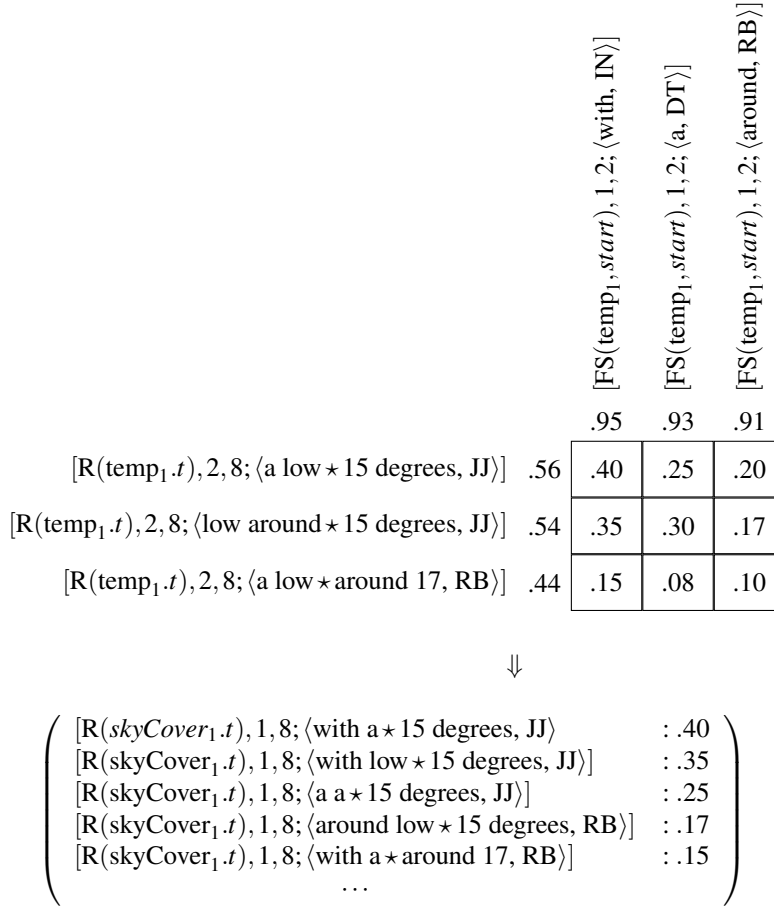 [FS(temp₁,start),1,2;⟨with, IN⟩]
[FS(temp₁,start),1,2;⟨a, DT⟩]
[FS(temp₁,start),1,2;⟨around, RB⟩]
.95 .93 .91
[R(temp₁.t),2,8;⟨a low⋆15 degrees, JJ⟩] .56 .40 .25 .20
[R(temp₁.t),2,8;⟨low around⋆15 degrees, JJ⟩] .54 .35 .30 .17
[R(temp₁.t),2,8;⟨a low⋆around 17, RB⟩] .44 .15 .08 .10
⇓
[R(skyCover₁.t),1,8;⟨with a⋆15 degrees, JJ⟩ : .40
[R(skyCover₁.t),1,8;⟨with low⋆15 degrees, JJ⟩] : .35
[R(skyCover₁.t),1,8;⟨a a⋆15 degrees, JJ⟩] : .25
[R(skyCover₁.t),1,8;⟨around low⋆15 degrees, RB⟩] : .17
[R(skyCover₁.t),1,8;⟨with a⋆around 17, RB⟩] : .15
...